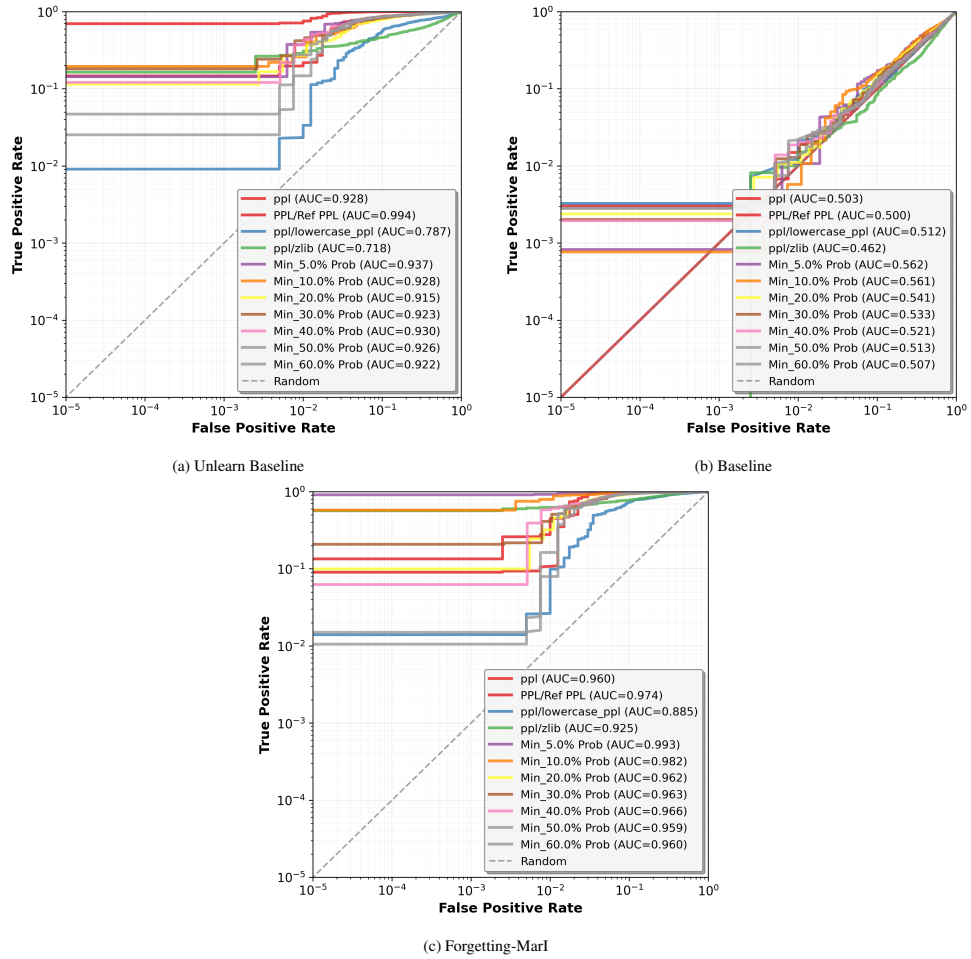 10⁰
10⁻¹
10⁻²
10⁻³
10⁻⁴
10⁻⁵
True Positive Rate
ppl (AUC=0.928)
PPL/Ref PPL (AUC=0.994)
ppl/lowercase_ppl (AUC=0.787)
ppl/zlib (AUC=0.718)
Min_5.0% Prob (AUC=0.937)
Min_10.0% Prob (AUC=0.928)
Min_20.0% Prob (AUC=0.915)
Min_30.0% Prob (AUC=0.923)
Min_40.0% Prob (AUC=0.930)
Min_50.0% Prob (AUC=0.926)
Min_60.0% Prob (AUC=0.922)
Random
10⁻⁵ 10⁻⁴ 10⁻³ 10⁻² 10⁻¹ 10⁰
False Positive Rate
(a) Unlearn Baseline
10⁰
10⁻¹
10⁻²
10⁻³
10⁻⁴
10⁻⁵
True Positive Rate
ppl (AUC=0.503)
PPL/Ref PPL (AUC=0.500)
ppl/lowercase_ppl (AUC=0.512)
ppl/zlib (AUC=0.462)
Min_5.0% Prob (AUC=0.562)
Min_10.0% Prob (AUC=0.561)
Min_20.0% Prob (AUC=0.541)
Min_30.0% Prob (AUC=0.533)
Min_40.0% Prob (AUC=0.521)
Min_50.0% Prob (AUC=0.513)
Min_60.0% Prob (AUC=0.507)
Random
10⁻⁵ 10⁻⁴ 10⁻³ 10⁻² 10⁻¹ 10⁰
False Positive Rate
(b) Baseline
10⁰
10⁻¹
10⁻²
10⁻³
10⁻⁴
10⁻⁵
True Positive Rate
ppl (AUC=0.960)
PPL/Ref PPL (AUC=0.974)
ppl/lowercase_ppl (AUC=0.885)
ppl/zlib (AUC=0.925)
Min_5.0% Prob (AUC=0.993)
Min_10.0% Prob (AUC=0.982)
Min_20.0% Prob (AUC=0.962)
Min_30.0% Prob (AUC=0.963)
Min_40.0% Prob (AUC=0.966)
Min_50.0% Prob (AUC=0.959)
Min_60.0% Prob (AUC=0.960)
Random
10⁻⁵ 10⁻⁴ 10⁻³ 10⁻² 10⁻¹ 10⁰
False Positive Rate
(c) Forgetting-MarI